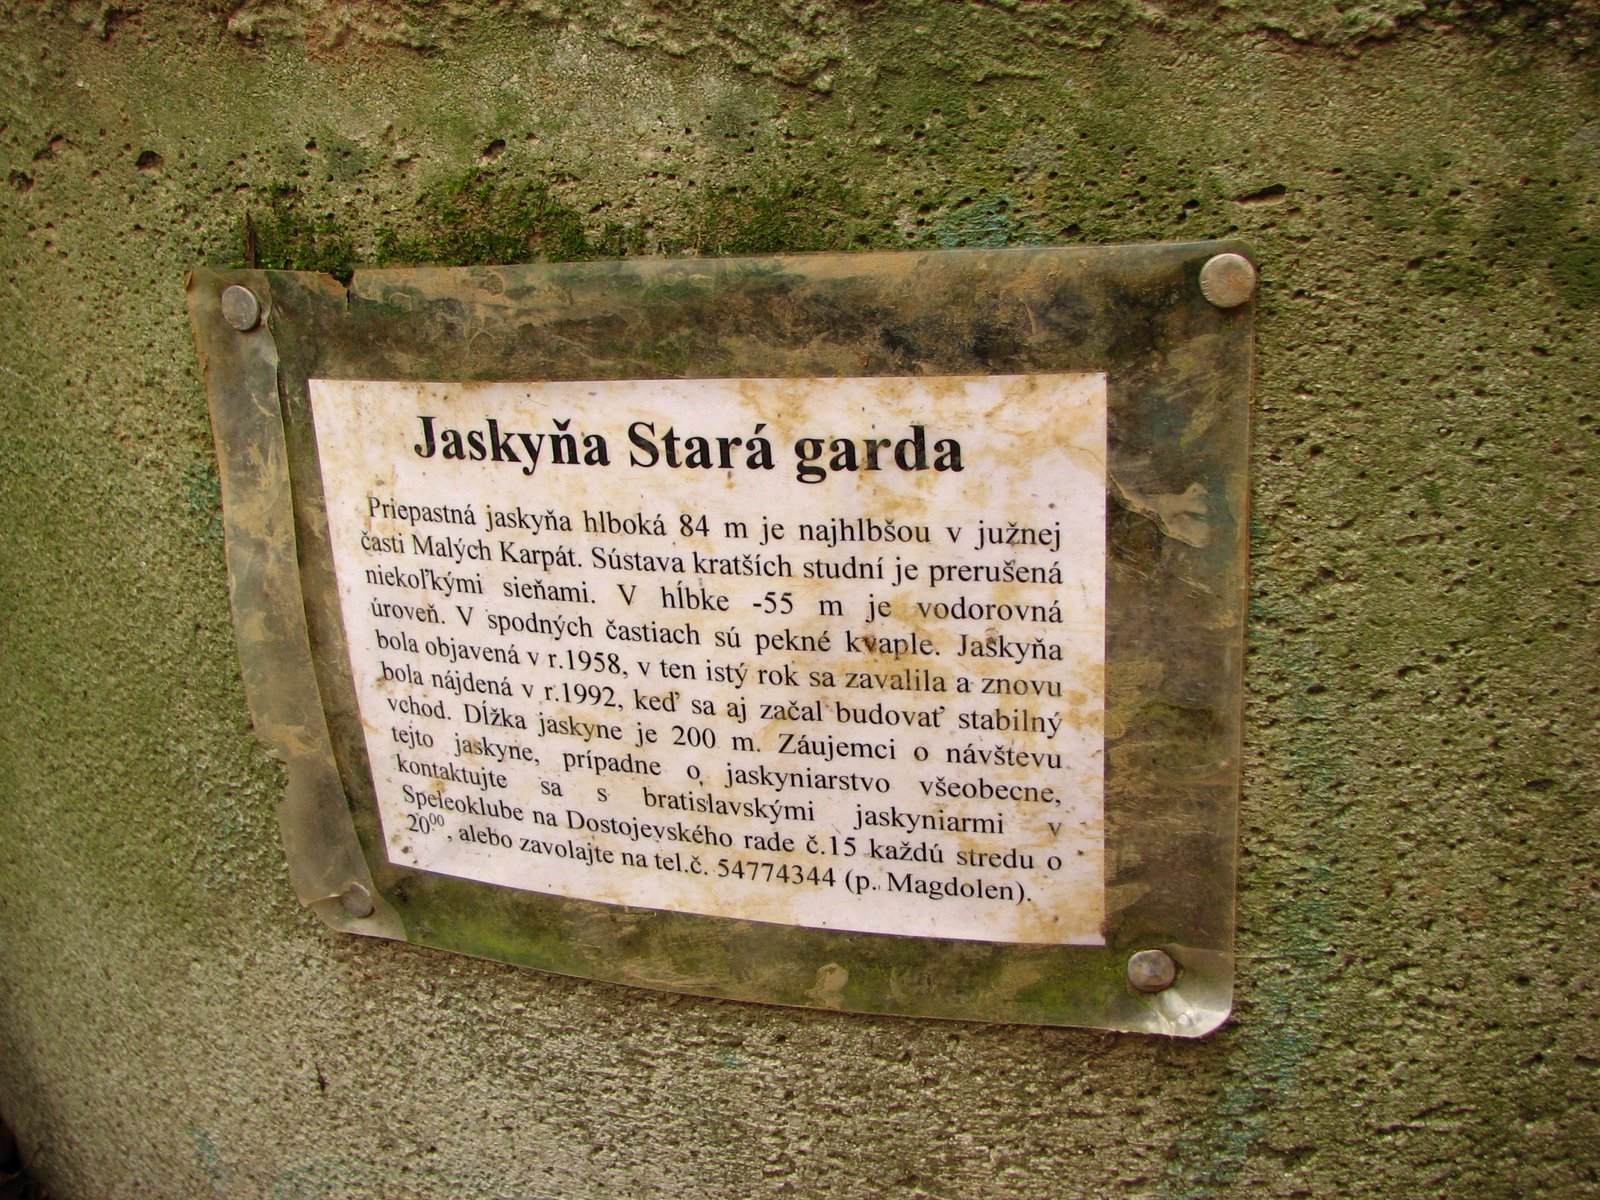 Jaskyňa Stará garda
Priepastná jaskyňa hlboká 84 m je najhlbšou v južnej
časti Malých Karpát. Sústava kratších studní je prerušená
niekoľkými sieňami. V hĺbke -55 m je vodorovná
úroveň. V spodných častiach sú pekné kvaple. Jaskyňa
bola objavená v r.1958, v ten istý rok sa zavalila a znovu
bola nájdená v r.1992, keď sa aj začal budovať stabilný
vchod. Dĺžka jaskyne je 200 m. Záujemci o návštevu
tejto jaskyne, prípadne o jaskyniarstvo všeobecne,
kontaktujte sa s bratislavskými jaskyniarmi v
Speleoklube na Dostojevského rade č.15 každú stredu o
20⁰⁰, alebo zavolajte na tel.č. 54774344 (p. Magdolen).